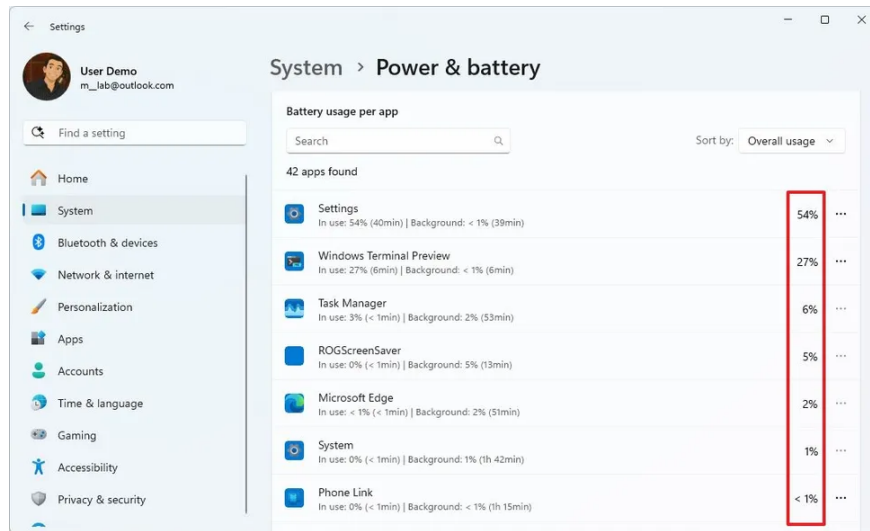 Settings
User Demo
m__lab@outlook.com
Find a setting
Home
System
Bluetooth & devices
Network & internet
Personalization
Apps
Accounts
Time & language
Gaming
Accessibility
Privacy & security
System > Power & battery
Battery usage per app
Search
Sort by: Overall usage
42 apps found
Settings
In use: 54% (40min) | Background: < 1% (39min)
54%
Windows Terminal Preview
In use: 27% (6min) | Background: < 1% (6min)
27%
Task Manager
In use: 3% (< 1min) | Background: 2% (53min)
6%
ROGScreenSaver
In use: 0% (< 1min) | Background: 5% (13min)
5%
Microsoft Edge
In use: < 1% (< 1min) | Background: 2% (51min)
2%
System
In use: 0% (< 1min) | Background: 1% (1h 42min)
1%
Phone Link
In use: 0% (< 1min) | Background: < 1% (1h 15min)
< 1%